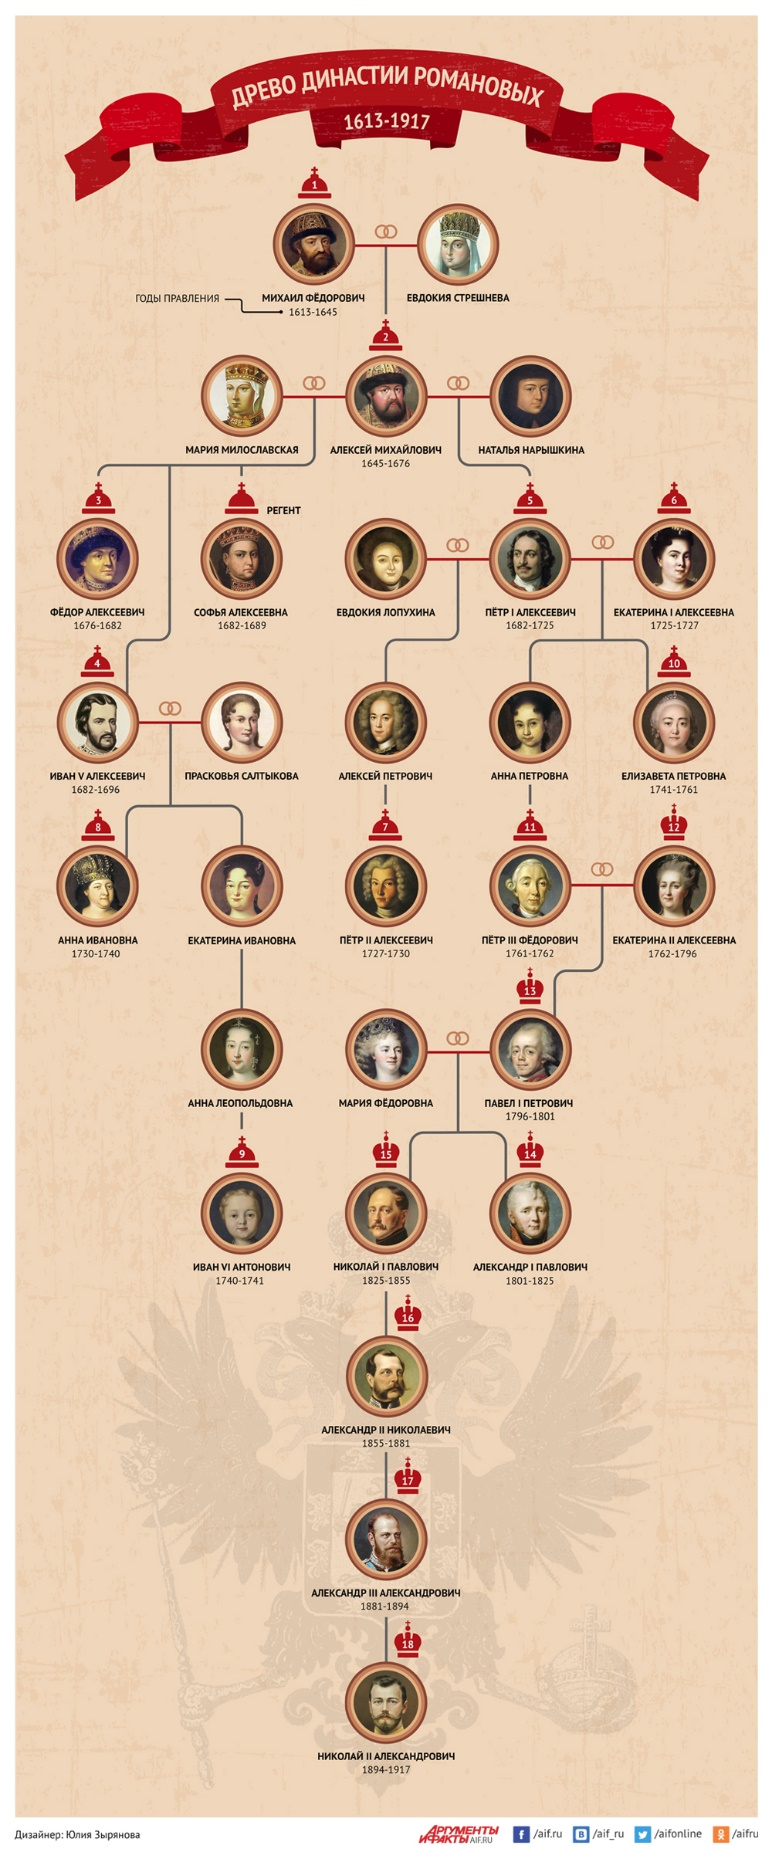 ДРЕВО ДИНАСТИИ РОМАНОВЫХ
1613-1917
1
МИХАИЛ ФЁДОРОВИЧ
ЕВДОКИЯ СТРЕШНЕВА
ГОДЫ ПРАВЛЕНИЯ
1613-1645
2
МАРИЯ МИЛОСЛАВСКАЯ
АЛЕКСЕЙ МИХАЙЛОВИЧ
НАТАЛЬЯ НАРЫШКИНА
1645-1676
3
РЕГЕНТ
5
6
ФЁДОР АЛЕКСЕЕВИЧ
СОФЬЯ АЛЕКСЕЕВНА
ЕВДОКИЯ ЛОПУХИНА
ПЁТР I АЛЕКСЕЕВИЧ
ЕКАТЕРИНА I АЛЕКСЕЕВНА
1676-1682
1682-1689
1682-1725
1725-1727
4
10
ИВАН V АЛЕКСЕЕВИЧ
ПРАСКОВЬЯ САЛТЫКОВА
АЛЕКСЕЙ ПЕТРОВИЧ
АННА ПЕТРОВНА
ЕЛИЗАВЕТА ПЕТРОВНА
1682-1696
1741-1761
8
7
11
12
АННА ИВАНОВНА
ЕКАТЕРИНА ИВАНОВНА
ПЁТР II АЛЕКСЕЕВИЧ
ПЁТР III ФЁДОРОВИЧ
ЕКАТЕРИНА II АЛЕКСЕЕВНА
1730-1740
1727-1730
1761-1762
1762-1796
13
АННА ЛЕОПОЛЬДОВНА
МАРИЯ ФЁДОРОВНА
ПАВЕЛ I ПЕТРОВИЧ
1796-1801
9
15
14
ИВАН VI АНТОНОВИЧ
НИКОЛАЙ I ПАВЛОВИЧ
АЛЕКСАНДР I ПАВЛОВИЧ
1740-1741
1825-1855
1801-1825
16
АЛЕКСАНДР II НИКОЛАЕВИЧ
1855-1881
17
АЛЕКСАНДР III АЛЕКСАНДРОВИЧ
1881-1894
18
НИКОЛАЙ II АЛЕКСАНДРОВИЧ
1894-1917
Дизайнер: Юлия Зырянова
АРГУМЕНТЫ
И ФАКТЫ AIF.RU
/aif.ru
/aif_ru
/aifonline
/aifru